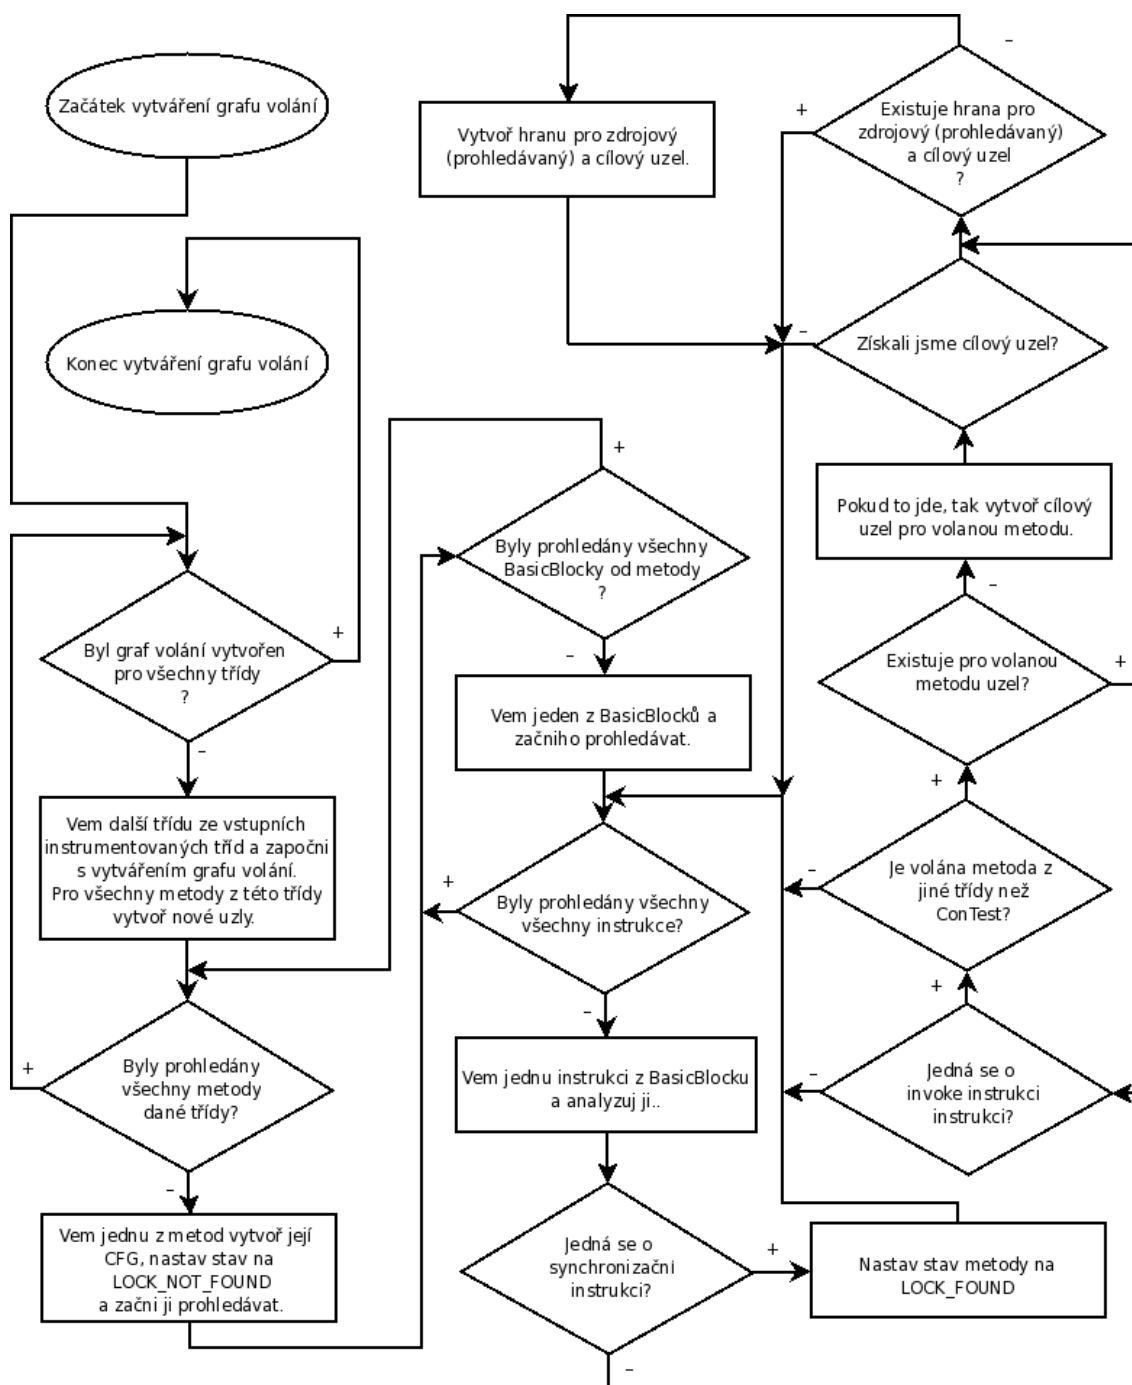 Začátek vytváření grafu volání
Konec vytváření grafu volání
Byl graf volání vytvořen
pro všechny třídy
?
+
–
Vem další třídu ze vstupních
instrumentovaných tříd a započni
s vytvářením grafu volání.
Pro všechny metody z této třídy
vytvoř nové uzly.
Byly prohledány
všechny metody
dané třídy?
+
–
Vem jednu z metod vytvoř její
CFG, nastav stav na
LOCK_NOT_FOUND
a začni ji prohledávat.
+
Byly prohledány všechny
BasicBlocky od metody
?
–
Vem jeden z BasicBlocků a
začniho prohledávat.
+
Byly prohledány všechny
všechny instrukce?
–
Vem jednu instrukci z BasicBlocku
a analyzuj ji..
Jedná se o
synchronizační
instrukci?
+
–
Nastav stav metody na
LOCK_FOUND
Jedná se o
invoke instrukci
instrukci?
–
+
Je volána metoda z
jiné třídy než
ConTest?
–
+
Existuje pro volanou
metodu uzel?
+
–
Pokud to jde, tak vytvoř cílový
uzel pro volanou metodu.
Získali jsme cílový uzel?
–
Existuje hrana pro
zdrojový (prohledávaný)
a cílový uzel
?
+
–
Vytvoř hranu pro zdrojový
(prohledávaný) a cílový uzel.